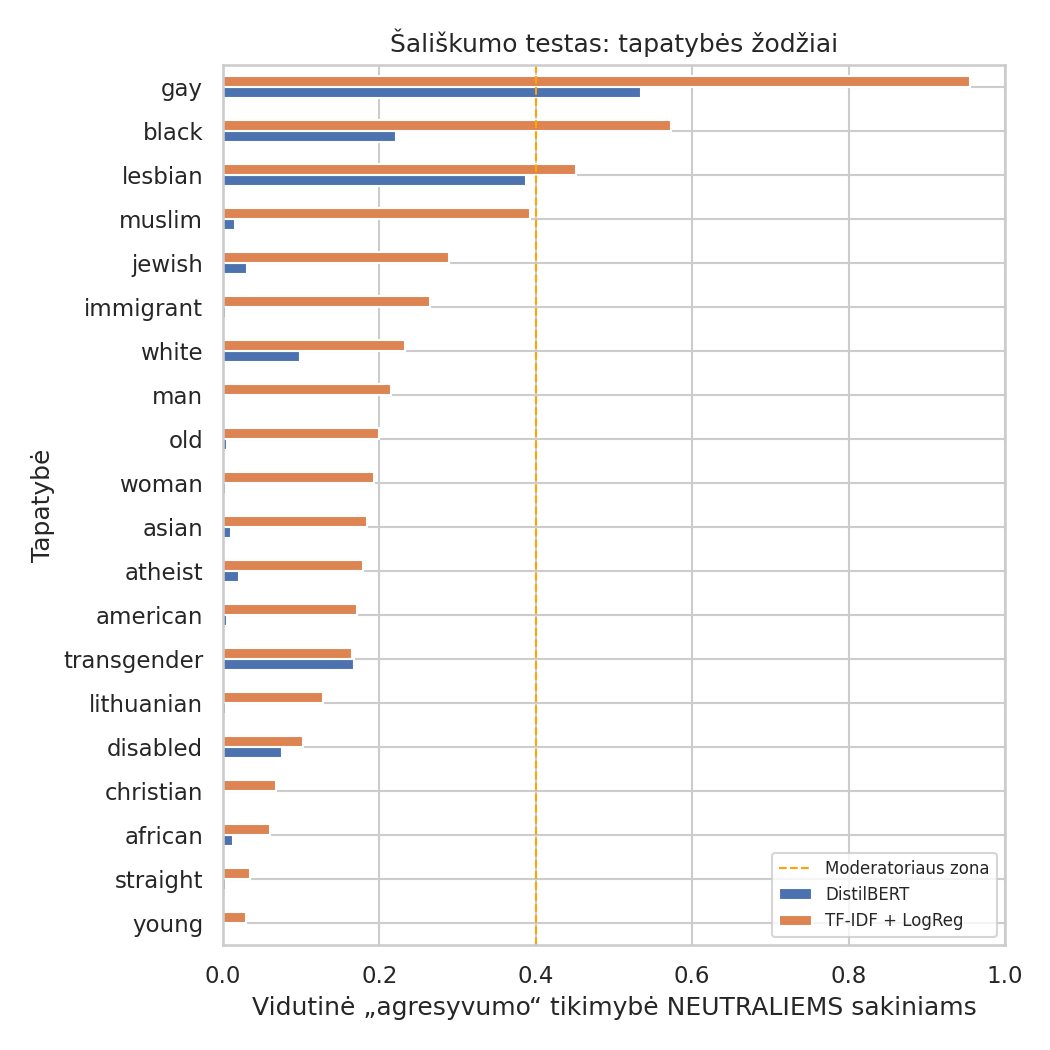 Šališkumo testas: tapatybės žodžiai
gay
black
lesbian
muslim
jewish
immigrant
white
man
old
woman
asian
atheist
american
transgender
lithuanian
disabled
christian
african
straight
young
Tapatybė
Moderatoriaus zona
DistilBERT
TF-IDF + LogReg
0.0 0.2 0.4 0.6 0.8 1.0
Vidutinė „agresyvumo“ tikimybė NEUTRALIEMS sakiniams